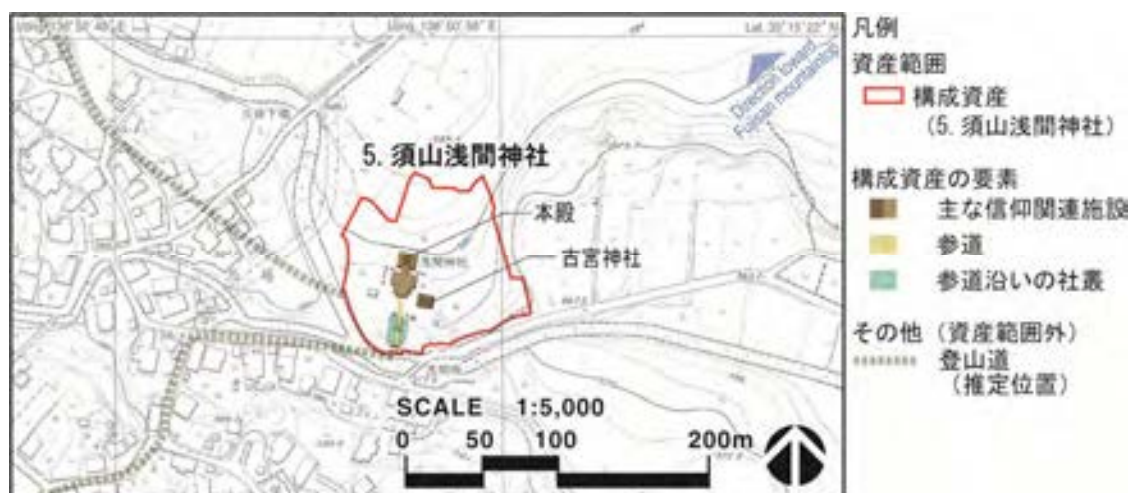 5. 須山浅間神社
本殿
古宮神社
Direction toward
Fujisan mountaintop
SCALE 1:5,000
0 50 100 200m
凡例
資産範囲
構成資産
(5. 須山浅間神社)
構成資産の要素
主な信仰関連施設
参道
参道沿いの社叢
その他(資産範囲外)
登山道
(推定位置)